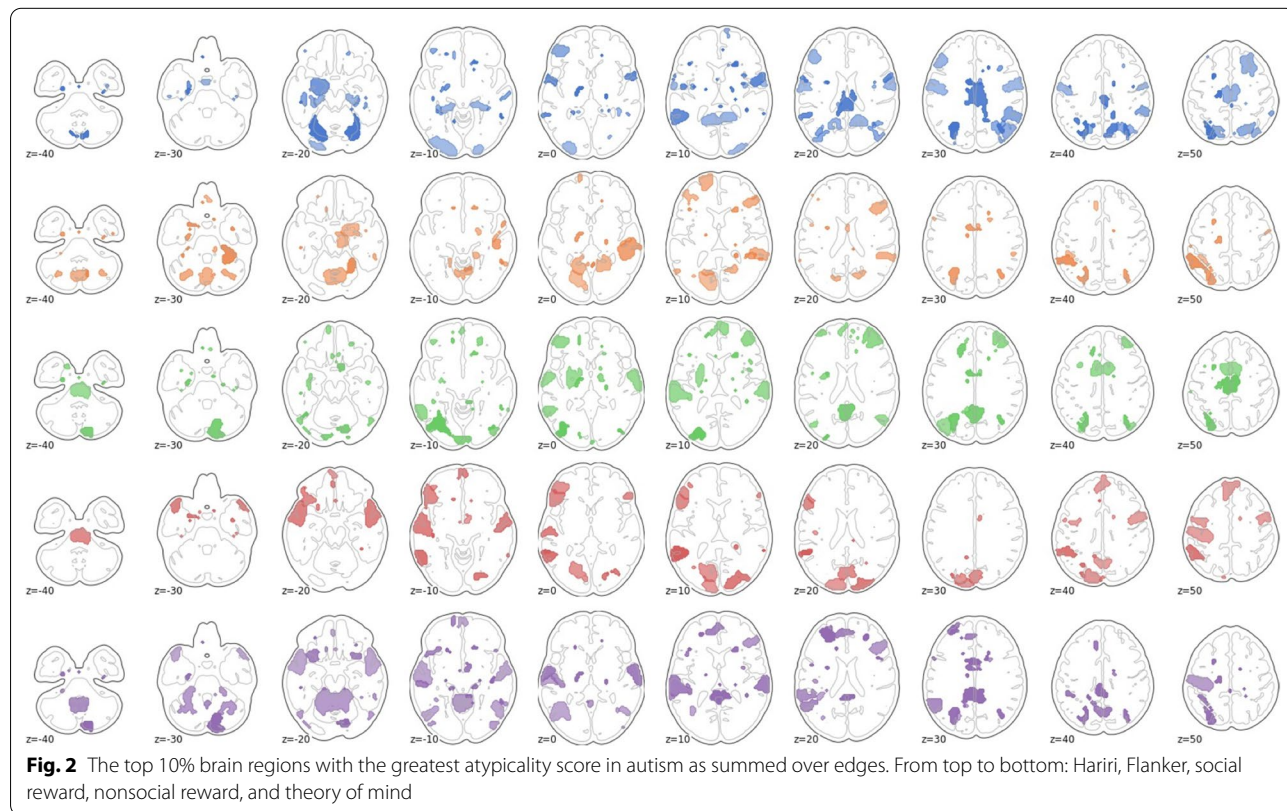 z=-40 z=-30 z=-20 z=-10 z=0 z=10 z=20 z=30 z=40 z=50
z=-40 z=-30 z=-20 z=-10 z=0 z=10 z=20 z=30 z=40 z=50
z=-40 z=-30 z=-20 z=-10 z=0 z=10 z=20 z=30 z=40 z=50
z=-40 z=-30 z=-20 z=-10 z=0 z=10 z=20 z=30 z=40 z=50
z=-40 z=-30 z=-20 z=-10 z=0 z=10 z=20 z=30 z=40 z=50
Fig. 2 The top 10% brain regions with the greatest atypicality score in autism as summed over edges. From top to bottom: Hariri, Flanker, social
reward, nonsocial reward, and theory of mind